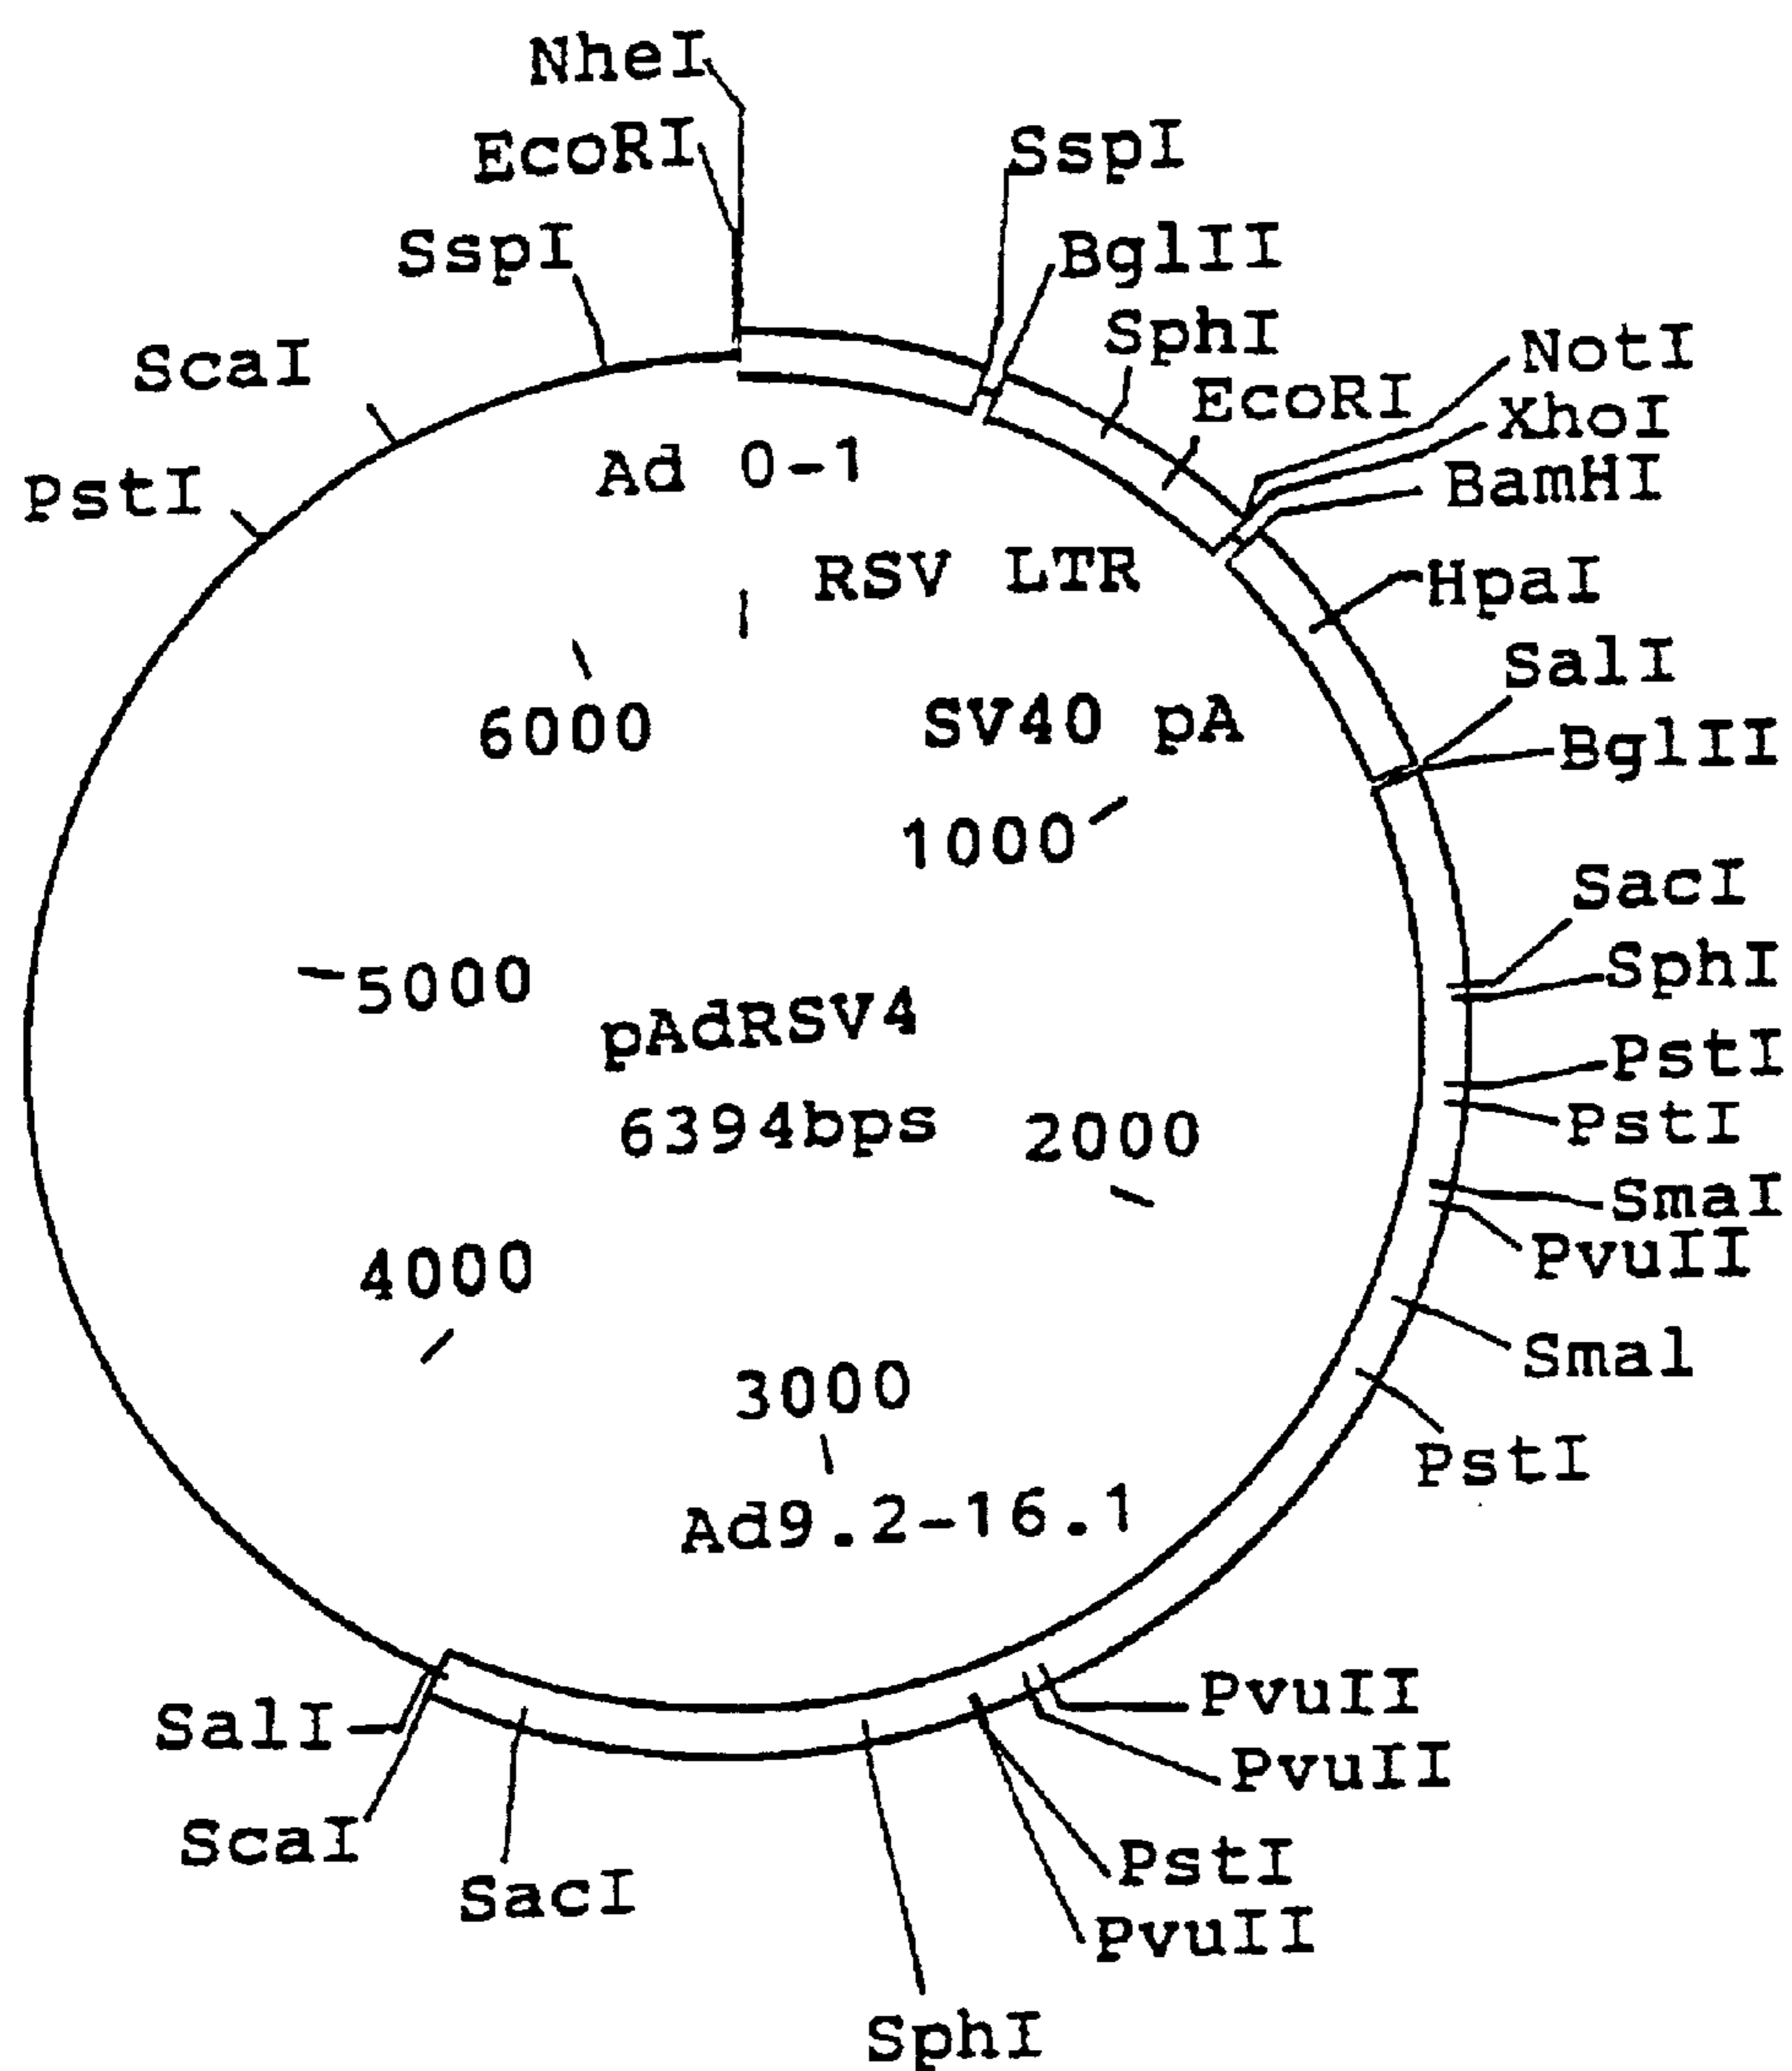 NheI
EcoRI
SspI
SspI
BglII
SphI
EcoRI
NotI
XhoI
BamHI
HpaI
SalI
BglII
SacI
SphI
PstI
PstI
SmaI
PvuII
Smal
PstI
PvuII
PvuII
PstI
PvuII
SphI
SacI
ScaI
SalI
PstI
ScaI
Ad 0-1
RSV LTR
SV40 pA
6000
1000
5000
pAdRSV4
6394bps
2000
4000
3000
Ad9.2-16.1